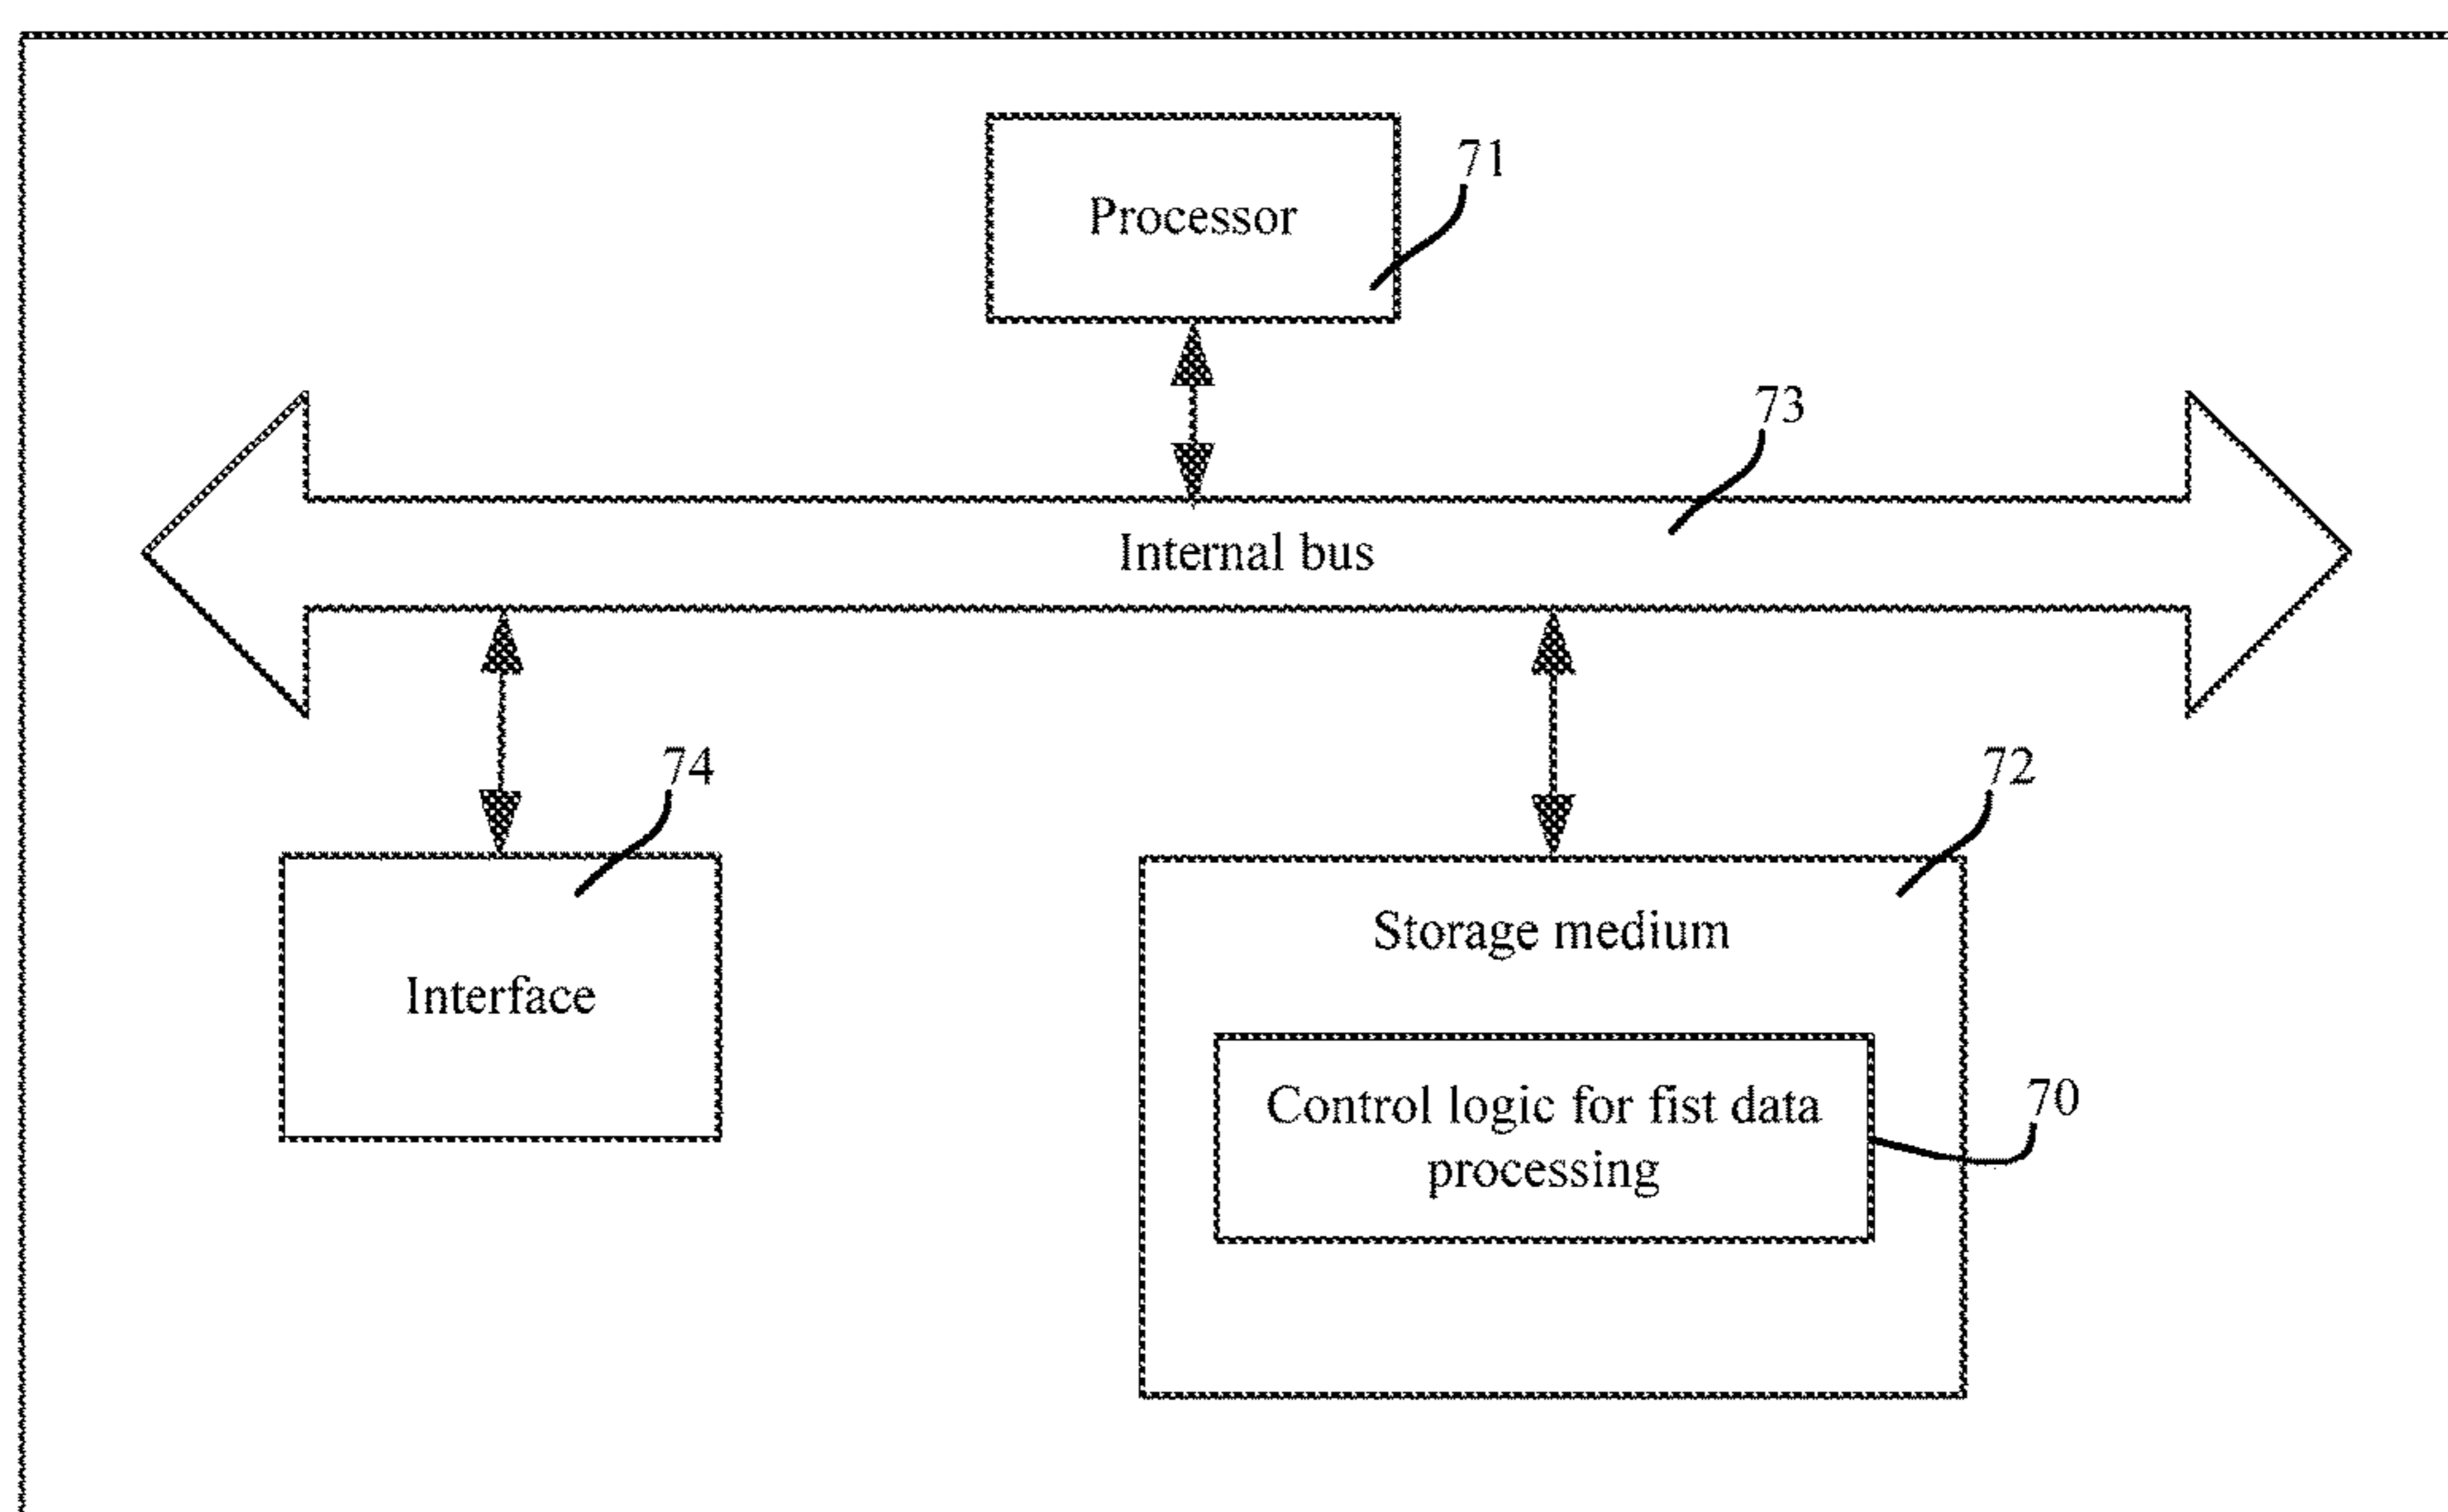 71
Processor
73
Internal bus
74
72
Interface
Storage medium
Control logic for fist data
processing
70